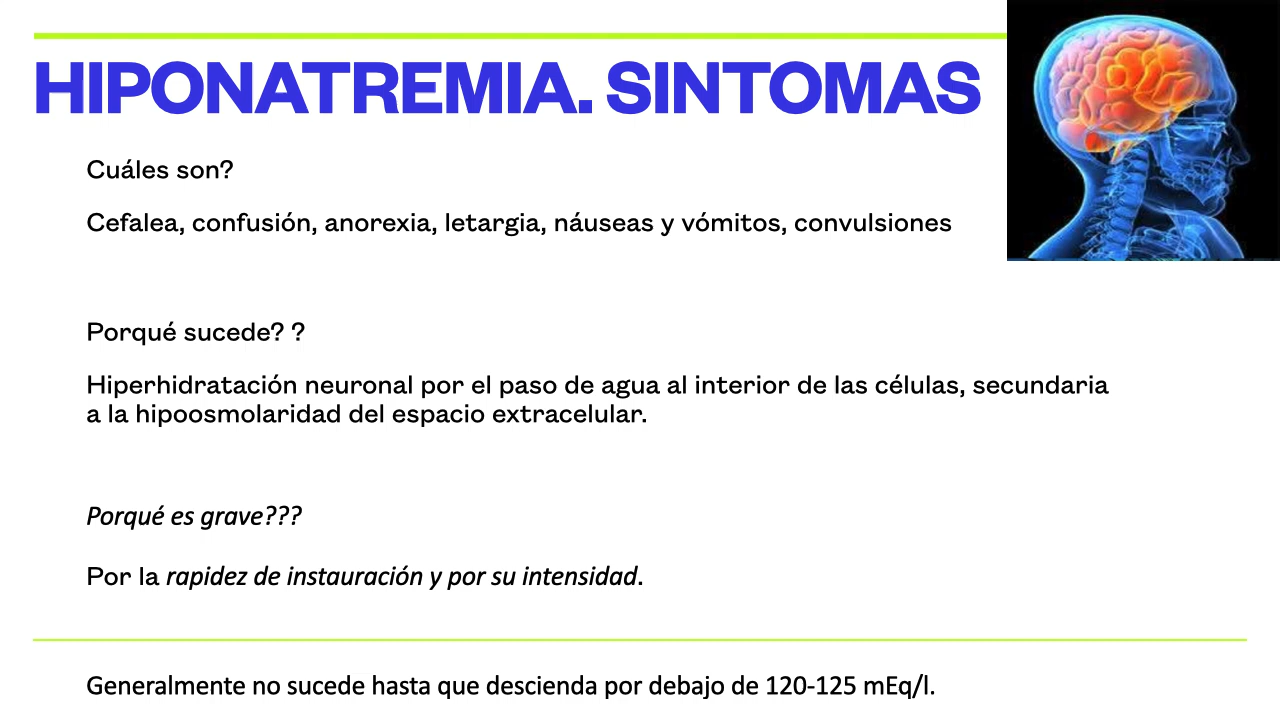 HIPONATREMIA. SINTOMAS
Cuáles son?
Cefalea, confusión, anorexia, letargia, náuseas y vómitos, convulsiones
Porqué sucede? ?
Hiperhidratación neuronal por el paso de agua al interior de las células, secundaria
a la hipoosmolaridad del espacio extracelular.
Porqué es grave???
Por la rapidez de instauración y por su intensidad.
Generalmente no sucede hasta que descienda por debajo de 120-125 mEq/l.